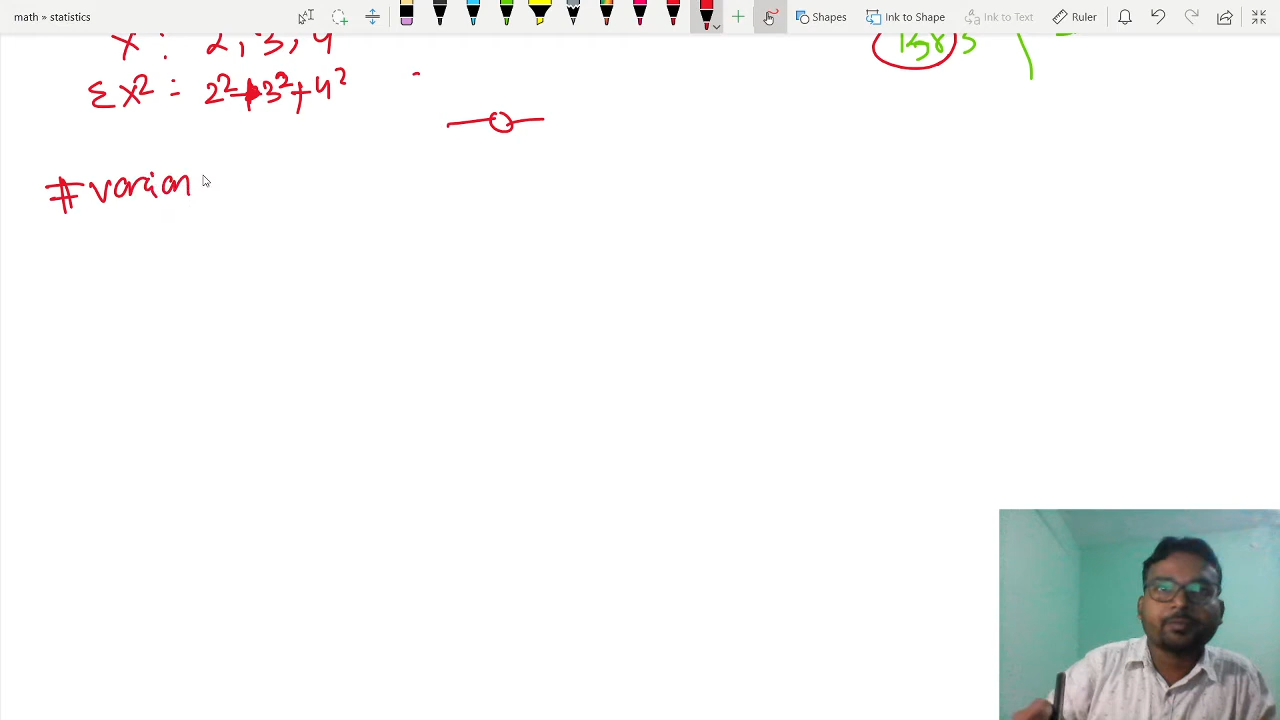 math » statistics
Shapes Ink to Shape Ink to Text Ruler
X : 2, 3, 4
Σx² = 2²+3²+4²
# varian